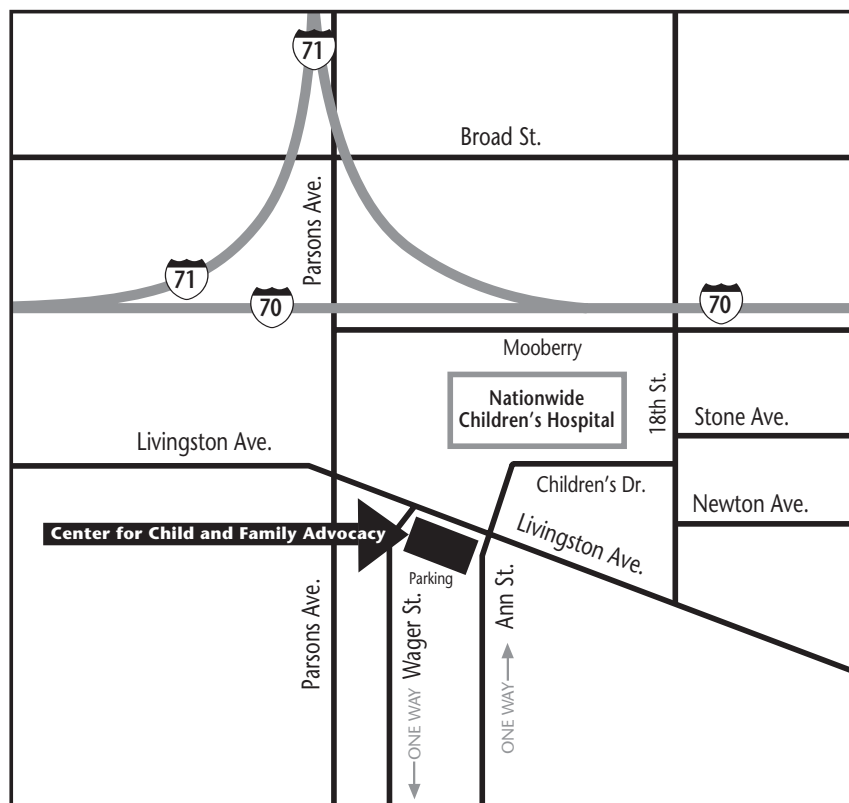 71
Broad St.
Parsons Ave.
71
70
70
Mooberry
Nationwide
Children's Hospital
18th St.
Stone Ave.
Livingston Ave.
Children's Dr.
Newton Ave.
Center for Child and Family Advocacy
Livingston Ave.
Parking
Parsons Ave.
Wager St.
Ann St.
ONE WAY
ONE WAY